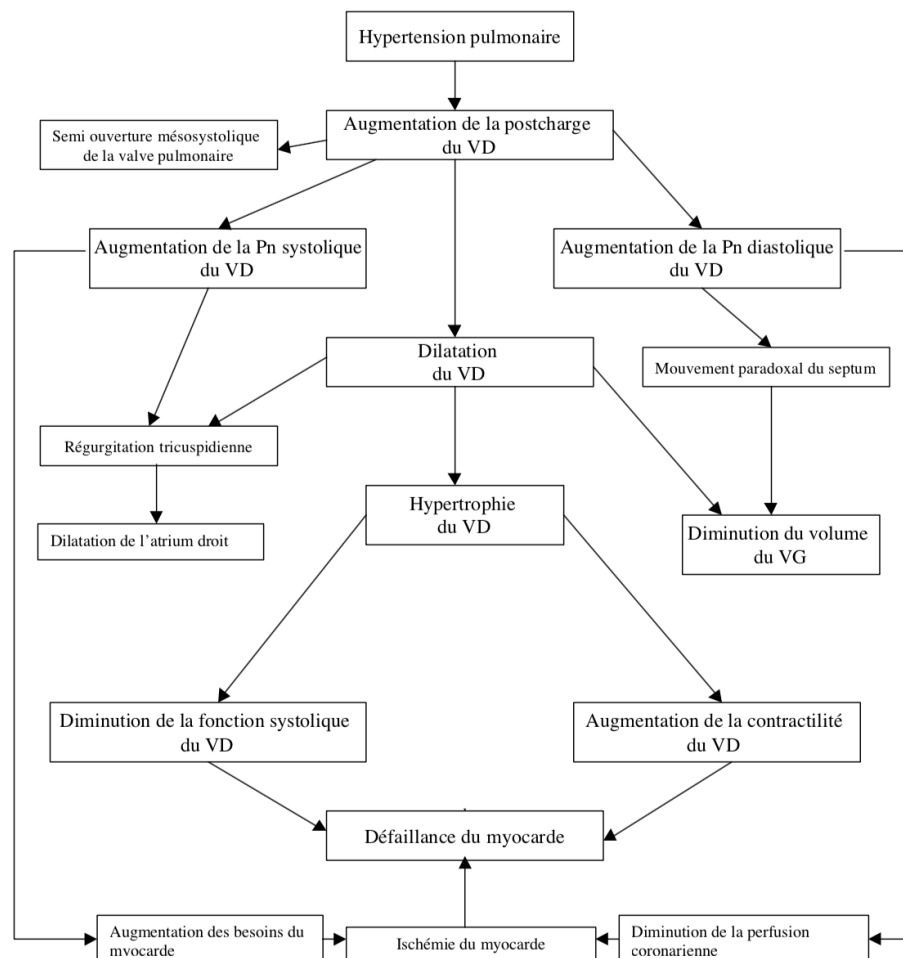 Hypertension pulmonaire
Augmentation de la postcharge
du VD
Semi ouverture mésosystolique
de la valve pulmonaire
Augmentation de la Pn systolique
du VD
Augmentation de la Pn diastolique
du VD
Dilatation
du VD
Mouvement paradoxal du septum
Régurgitation tricuspidienne
Hypertrophie
du VD
Dilatation de l’atrium droit
Diminution du volume
du VG
Diminution de la fonction systolique
du VD
Augmentation de la contractilité
du VD
Défaillance du myocarde
Augmentation des besoins du
myocarde
Ischémie du myocarde
Diminution de la perfusion
coronarienne